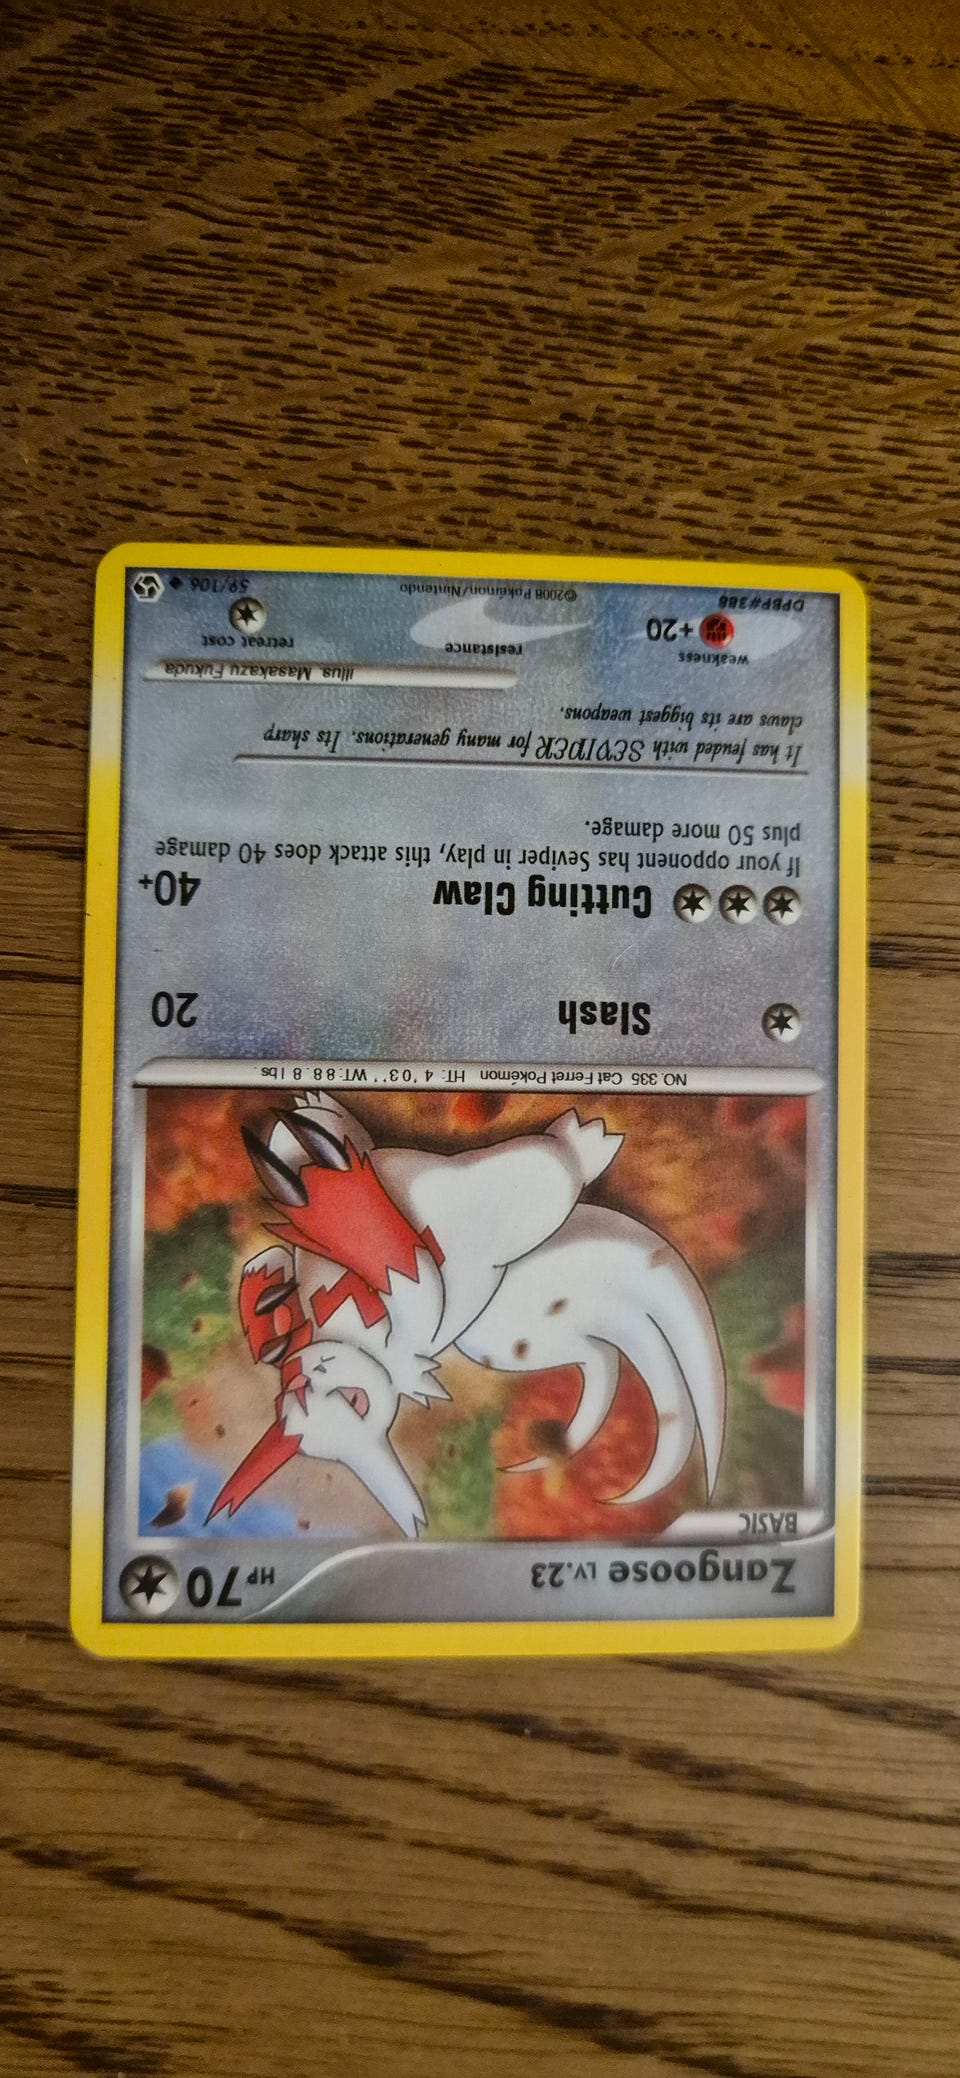 BASIC
Zangoose LV.23 HP 70
NO. 335 Cat Ferret Pokémon HT: 4'03" WT: 88.8 lbs.
Slash 20
Cutting Claw 40+
If your opponent has Seviper in play, this attack does 40 damage
plus 50 more damage.
It has feuded with SEVIPER for many generations. Its sharp
claws are its biggest weapons.
Illus. Masakazu Fukuda
weakness resistance retreat cost
+20
DPBP#388 ©2008 Pokémon/Nintendo 59/106